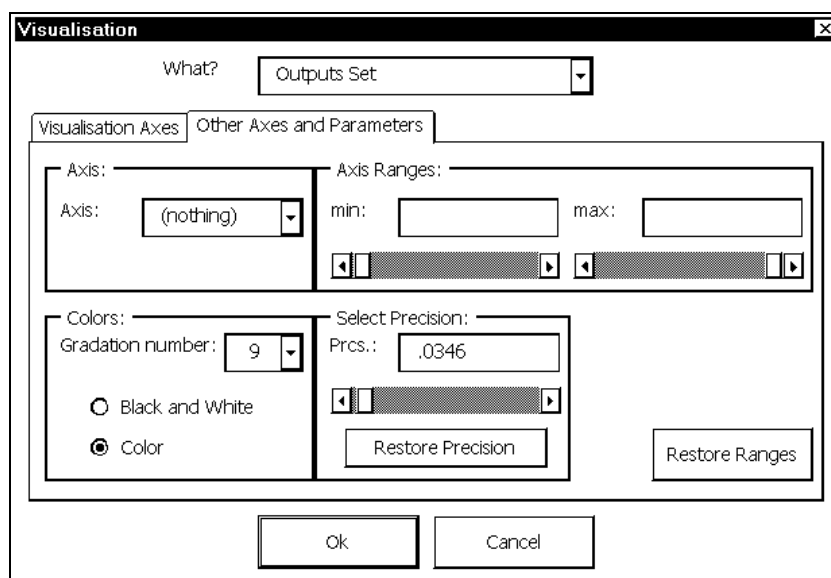 Visualisation
What? Outputs Set
Visualisation Axes Other Axes and Parameters
Axis:
Axis: (nothing)
Axis Ranges:
min: max:
Colors:
Gradation number: 9
Black and White
Color
Select Precision:
Prcs.: .0346
Restore Precision
Restore Ranges
Ok Cancel